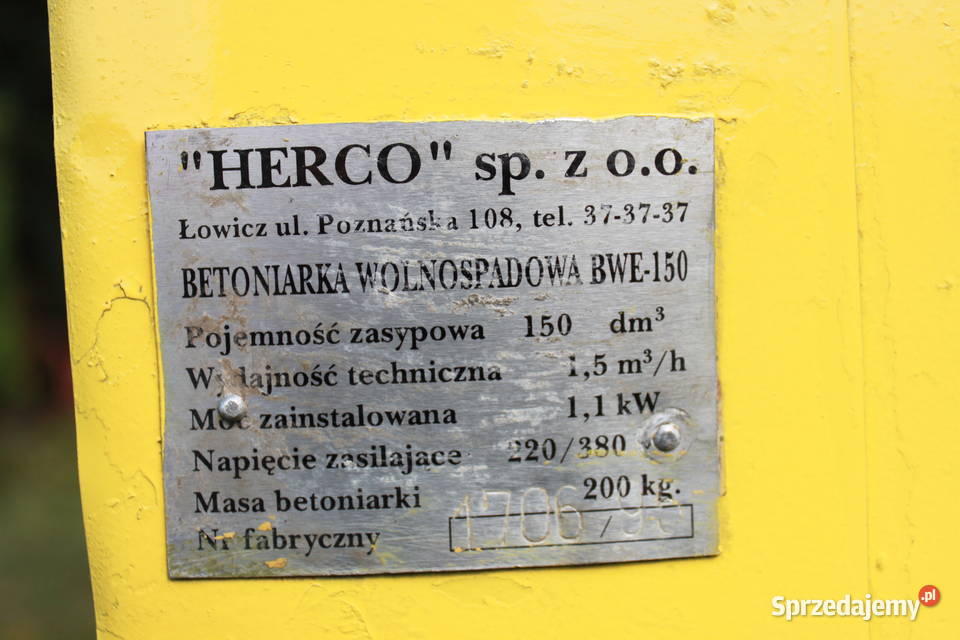 "HERCO" sp. z o.o.
Łowicz ul. Poznańska 108, tel. 37-37-37
BETONIARKA WOLNOSPADOWA BWE-150
Pojemność zasypowa 150 dm³
Wydajność techniczna 1,5 m³/h
Moc zainstalowana 1,1 kW
Napięcie zasilające 220/380
Masa betoniarki 200 kg.
Nr fabryczny 1706/93
Sprzedajemy.pl